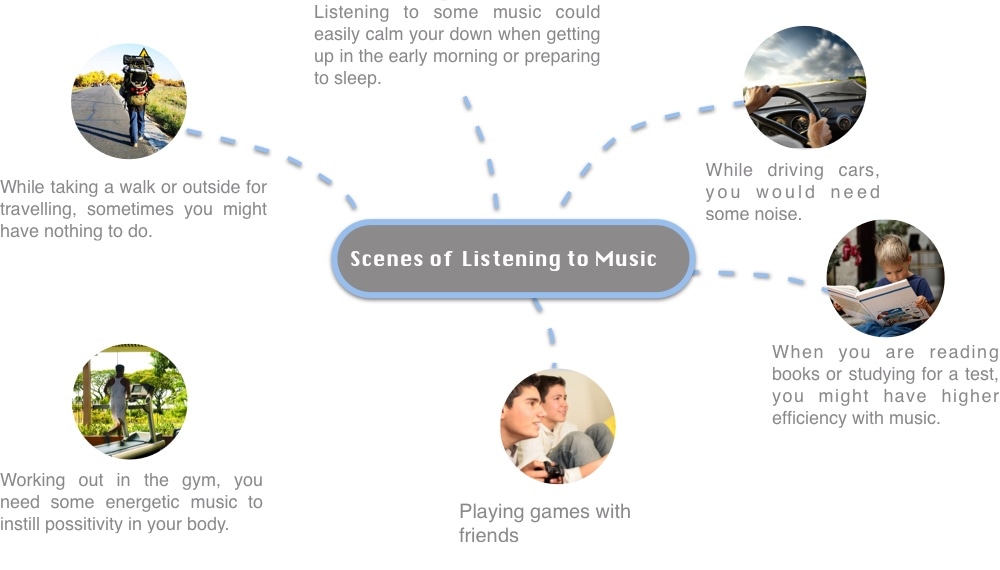 Listening to some music could
easily calm your down when getting
up in the early morning or preparing
to sleep.
While taking a walk or outside for
travelling, sometimes you might
have nothing to do.
While driving cars,
you would need
some noise.
Scenes of Listening to Music
When you are reading
books or studying for a test,
you might have higher
efficiency with music.
Working out in the gym, you
need some energetic music to
instill possitivity in your body.
Playing games with
friends